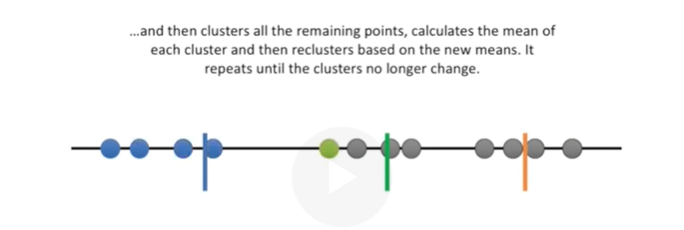 ...and then clusters all the remaining points, calculates the mean of
each cluster and then reclusters based on the new means. It
repeats until the clusters no longer change.